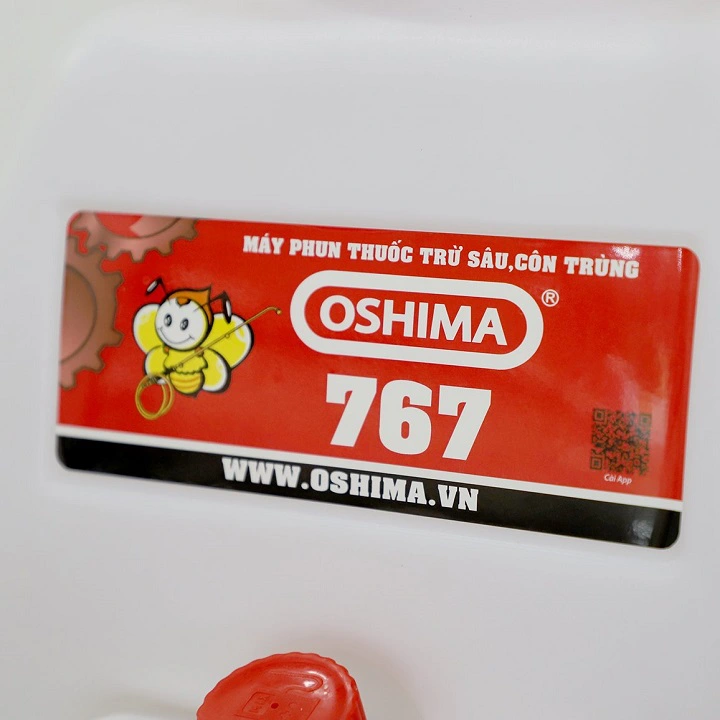 MÁY PHUN THUỐC TRỪ SÂU,CÔN TRÙNG
OSHIMA®
767
Cài App
WWW.OSHIMA.VN